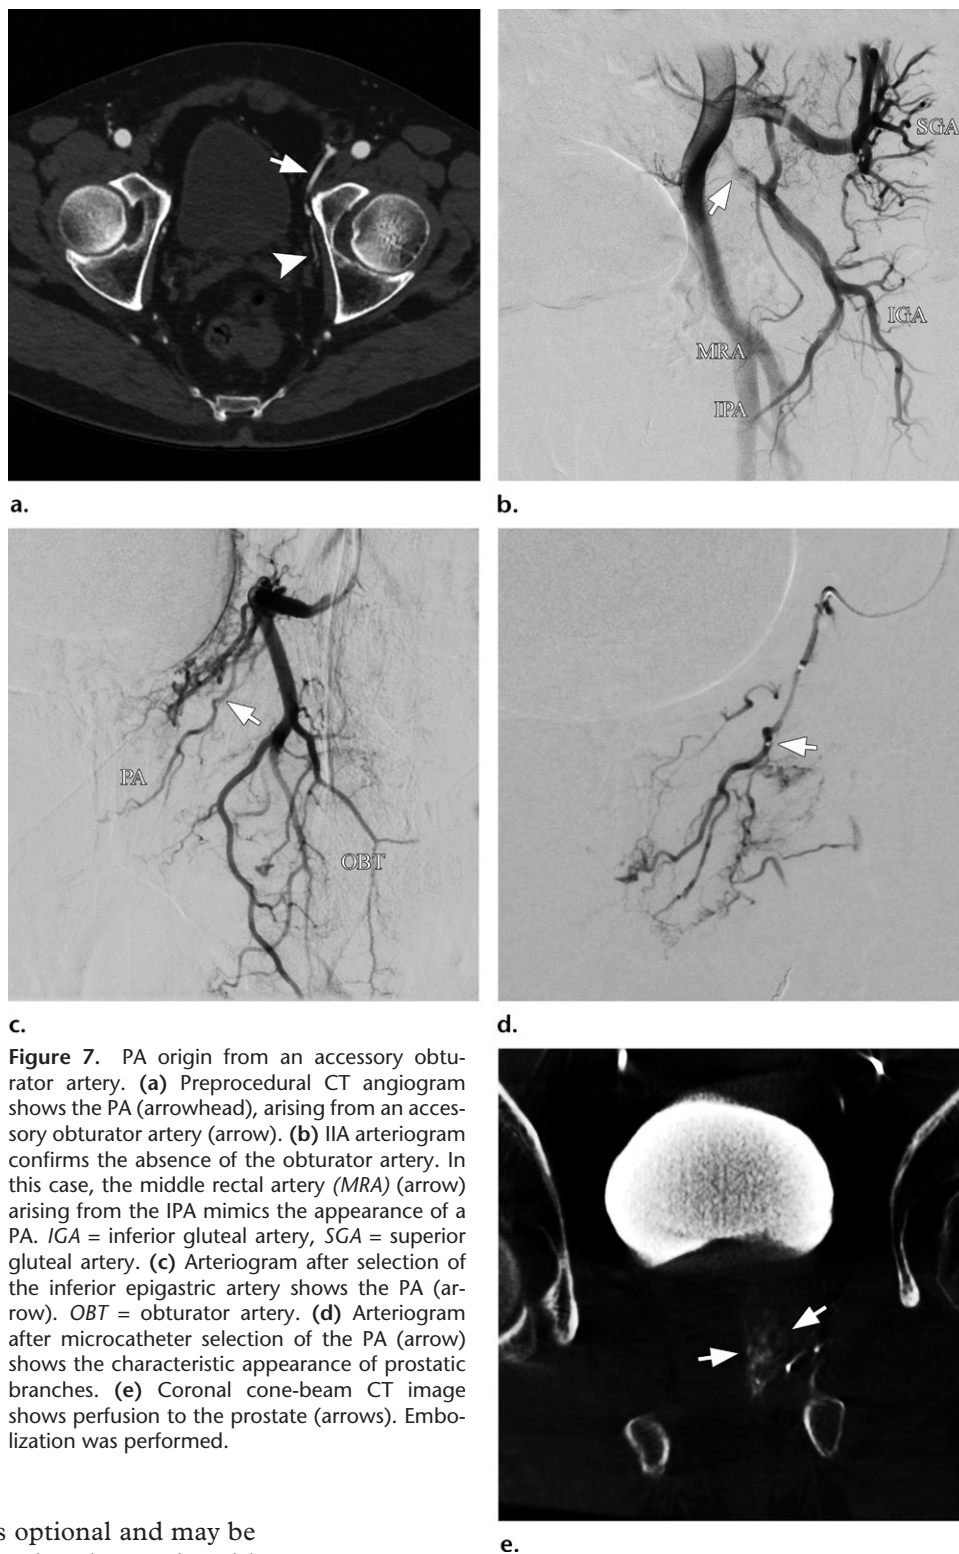 SGA
IGA
MRA
IPA
a.
b.
PA
OBT
c.
d.
Figure 7. PA origin from an accessory obtu-
rator artery. (a) Preprocedural CT angiogram
shows the PA (arrowhead), arising from an acces-
sory obturator artery (arrow). (b) IIA arteriogram
confirms the absence of the obturator artery. In
this case, the middle rectal artery (MRA) (arrow)
arising from the IPA mimics the appearance of a
PA. IGA = inferior gluteal artery, SGA = superior
gluteal artery. (c) Arteriogram after selection of
the inferior epigastric artery shows the PA (ar-
row). OBT = obturator artery. (d) Arteriogram
after microcatheter selection of the PA (arrow)
shows the characteristic appearance of prostatic
branches. (e) Coronal cone-beam CT image
shows perfusion to the prostate (arrows). Embo-
lization was performed.
s optional and may be
e.